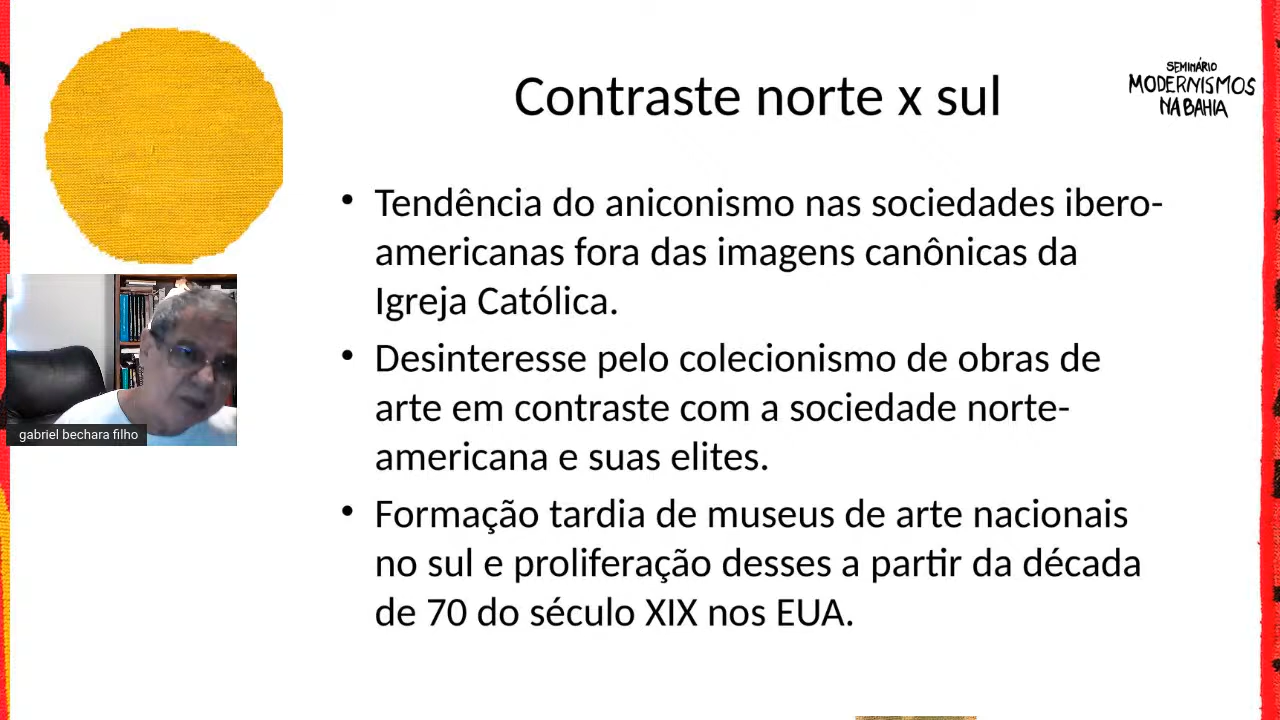 Contraste norte x sul
SEMINÁRIO
MODERNISMOS
NA BAHIA
• Tendência do aniconismo nas sociedades ibero-
americanas fora das imagens canônicas da
Igreja Católica.
• Desinteresse pelo colecionismo de obras de
arte em contraste com a sociedade norte-
americana e suas elites.
• Formação tardia de museus de arte nacionais
no sul e proliferação desses a partir da década
de 70 do século XIX nos EUA.
gabriel bechara filho